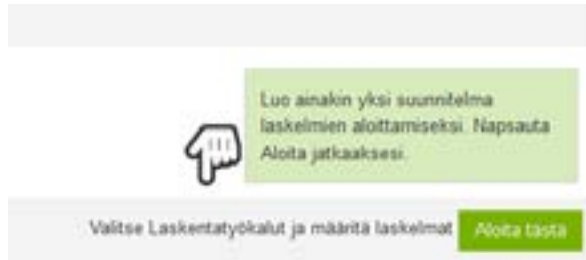 Luo ainakin yksi suunnitelma
laskelmien aloittamiseksi. Napsauta
Aloita jatkaaksesi.
Valitse Laskentatyökalut ja määritä laskelmat Aloita tästä